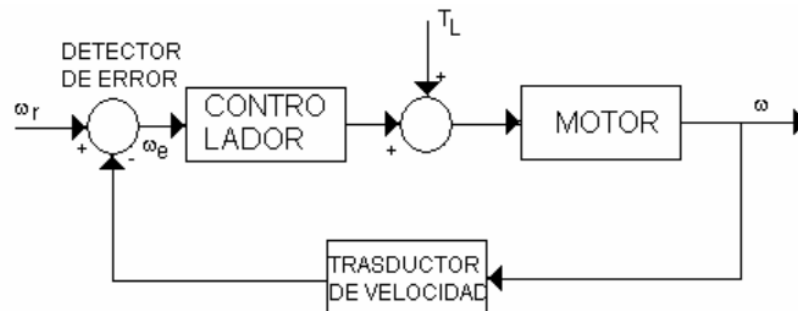 T_L
DETECTOR
DE ERROR
ω_r
+
-
ω_e
CONTRO
LADOR
+
+
MOTOR
ω
TRASDUCTOR
DE VELOCIDAD